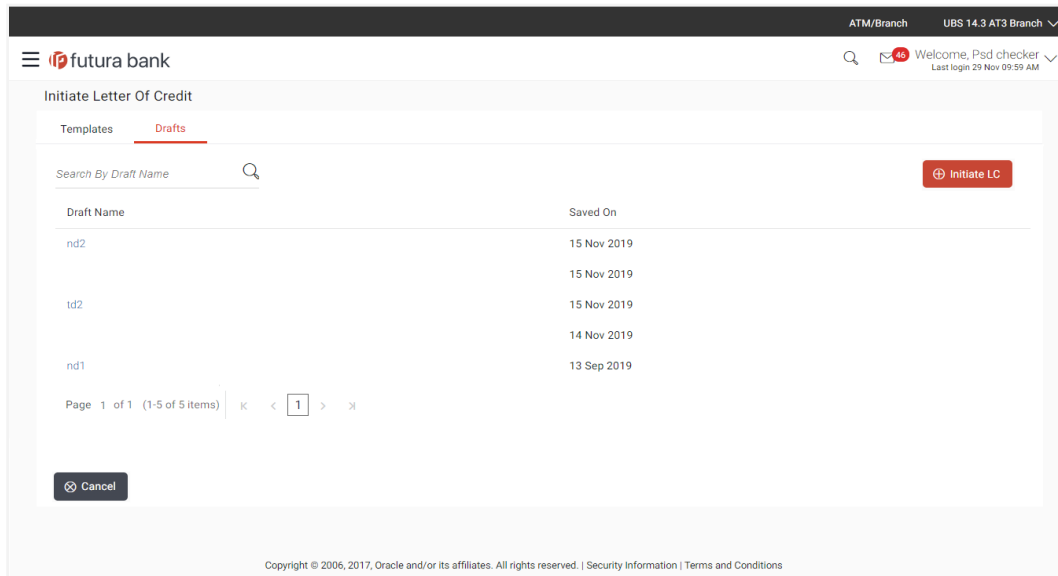 ATM/Branch UBS 14.3 AT3 Branch
futura bank 46 Welcome, Psd checker
Last login 29 Nov 09:59 AM
Initiate Letter Of Credit
Templates Drafts
Search By Draft Name Initiate LC
Draft Name Saved On
nd2 15 Nov 2019
15 Nov 2019
td2 15 Nov 2019
14 Nov 2019
nd1 13 Sep 2019
Page 1 of 1 (1-5 of 5 items) 1
Cancel
Copyright © 2006, 2017, Oracle and/or its affiliates. All rights reserved. | Security Information | Terms and Conditions